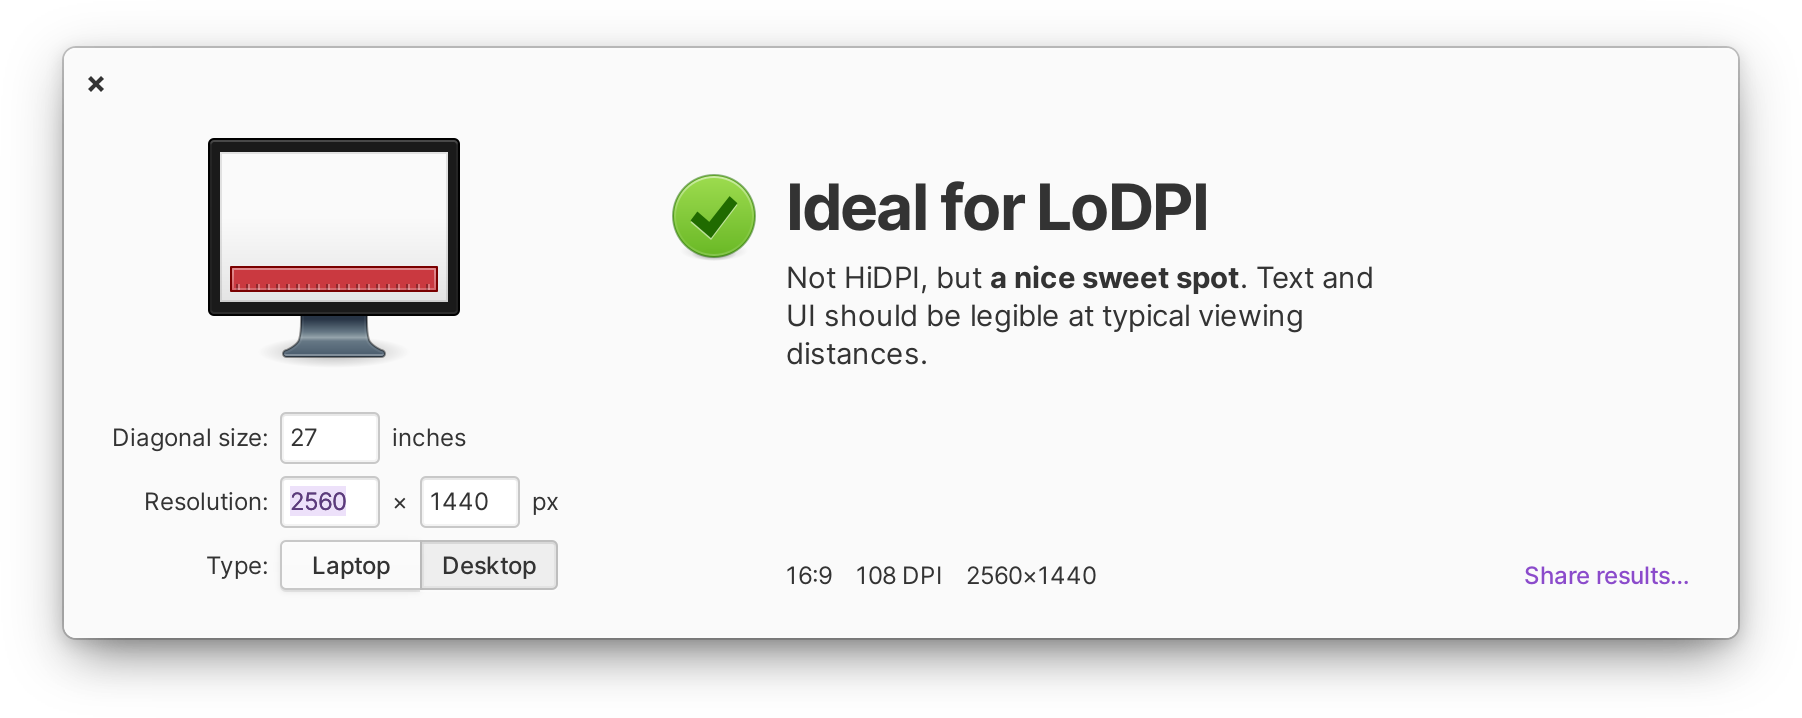 Ideal for LoDPI
Not HiDPI, but a nice sweet spot. Text and
UI should be legible at typical viewing
distances.
Diagonal size: 27 inches
Resolution: 2560 × 1440 px
Type: Laptop Desktop
16:9 108 DPI 2560×1440
Share results...